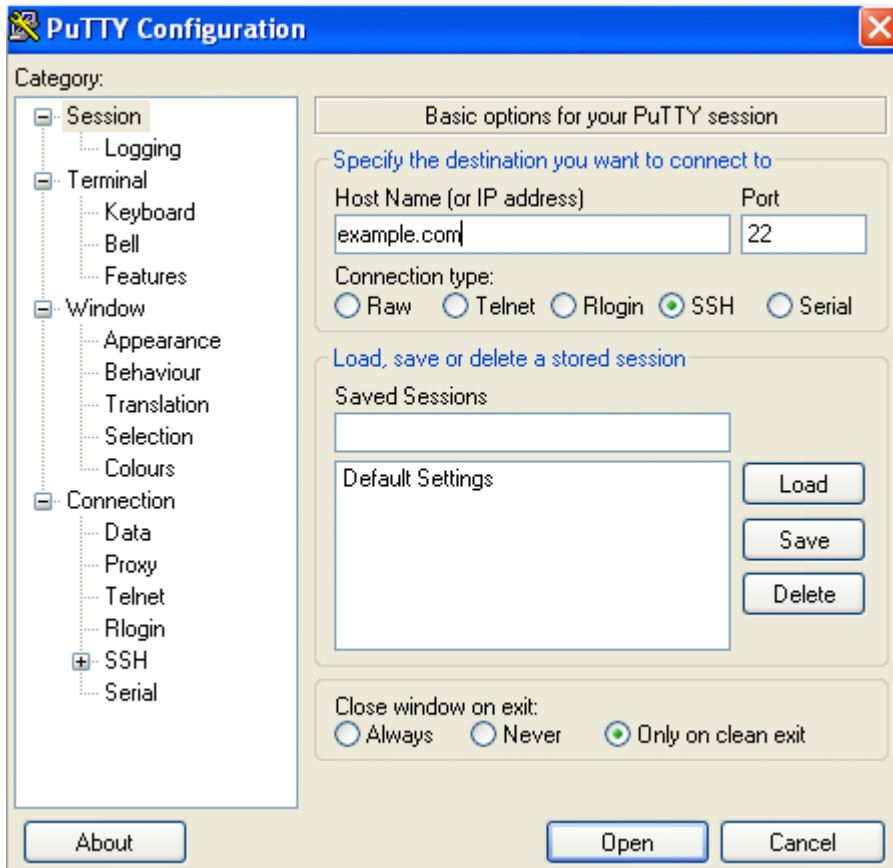 PuTTY Configuration
Category:
Session
Logging
Terminal
Keyboard
Bell
Features
Window
Appearance
Behaviour
Translation
Selection
Colours
Connection
Data
Proxy
Telnet
Rlogin
SSH
Serial
Basic options for your PuTTY session
Specify the destination you want to connect to
Host Name (or IP address) Port
example.com 22
Connection type:
Raw Telnet Rlogin SSH Serial
Load, save or delete a stored session
Saved Sessions
Default Settings
Load
Save
Delete
Close window on exit:
Always Never Only on clean exit
About Open Cancel